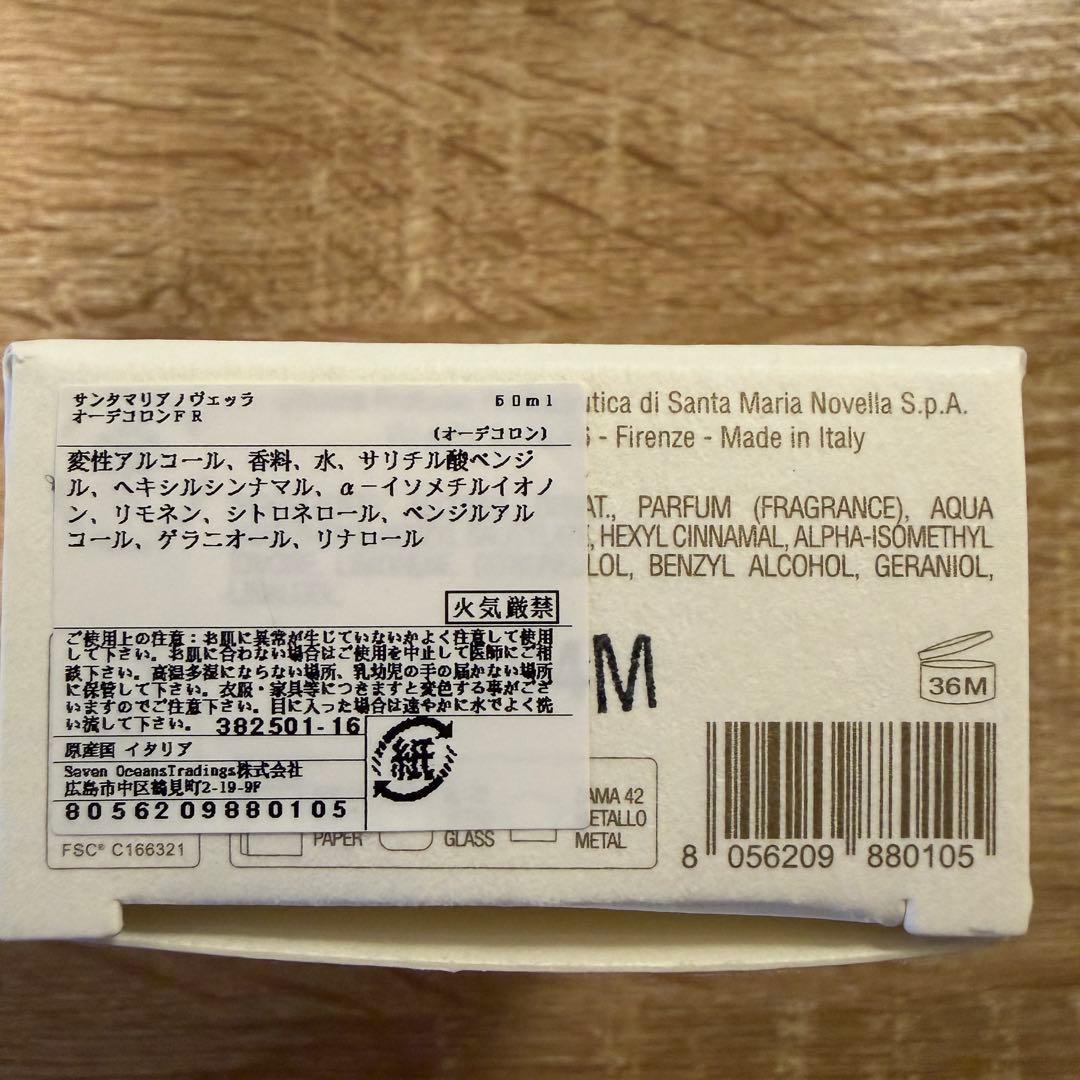 サンタマリアノヴェッラ 50ml
オーデコロンFR
(オーデコロン)
変性アルコール、香料、水、サリチル酸ベンジ
ル、ヘキシルシンナマル、α－イソメチルイオノ
ン、リモネン、シトロネロール、ベンジルアル
コール、ゲラニオール、リナロール
火気厳禁
ご使用上の注意：お肌に異常が生じていないかよく注意して使用
して下さい。お肌に合わない場合はご使用を中止して医師にご相
談下さい。高温多湿にならない場所、乳幼児の手の届かない場所
に保管して下さい。衣服・家具等につきますと変色する事がござ
いますのでご注意下さい。目に入った場合は速やかに水でよく洗
い流して下さい。 382501-16
原産国 イタリア
Seven OceansTradings株式会社
広島市中区鶴見町2-19-9F
8056209880105
紙
utica di Santa Maria Novella S.p.A.
- Firenze - Made in Italy
AT., PARFUM (FRAGRANCE), AQUA
, HEXYL CINNAMAL, ALPHA-ISOMETHYL
LOL, BENZYL ALCOHOL, GERANIOL,
M
36M
FSC® C166321
PAPER
GLASS
AMA 42
ETALLO
METAL
8 056209 880105